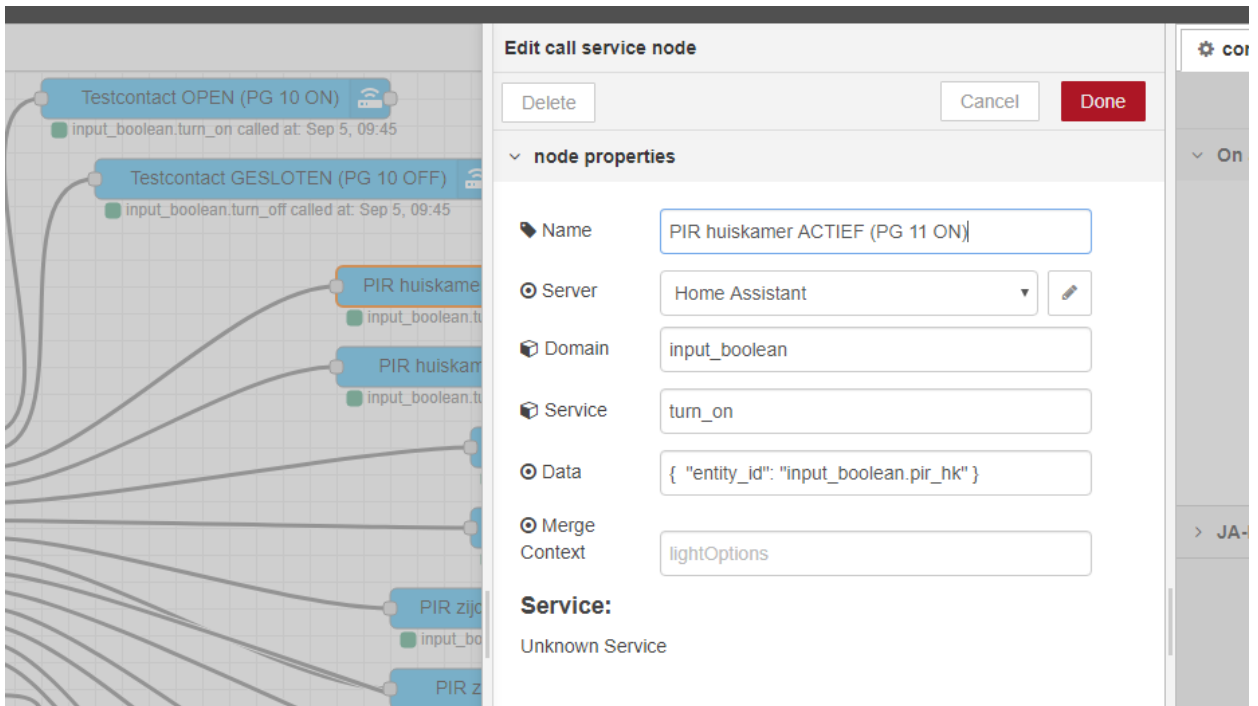 Edit call service node
con
Delete
Cancel
Done
node properties
On
Testcontact OPEN (PG 10 ON)
input_boolean.turn_on called at: Sep 5, 09:45
Testcontact GESLOTEN (PG 10 OFF)
input_boolean.turn_off called at: Sep 5, 09:45
PIR huiskame
input_boolean.tu
PIR huiskam
input_boolean.tu
PIR zijd
input_bo
PIR z
Name
PIR huiskamer ACTIEF (PG 11 ON)
Server
Home Assistant
Domain
input_boolean
Service
turn_on
Data
{ "entity_id": "input_boolean.pir_hk" }
Merge
Context
lightOptions
JA-
Service:
Unknown Service